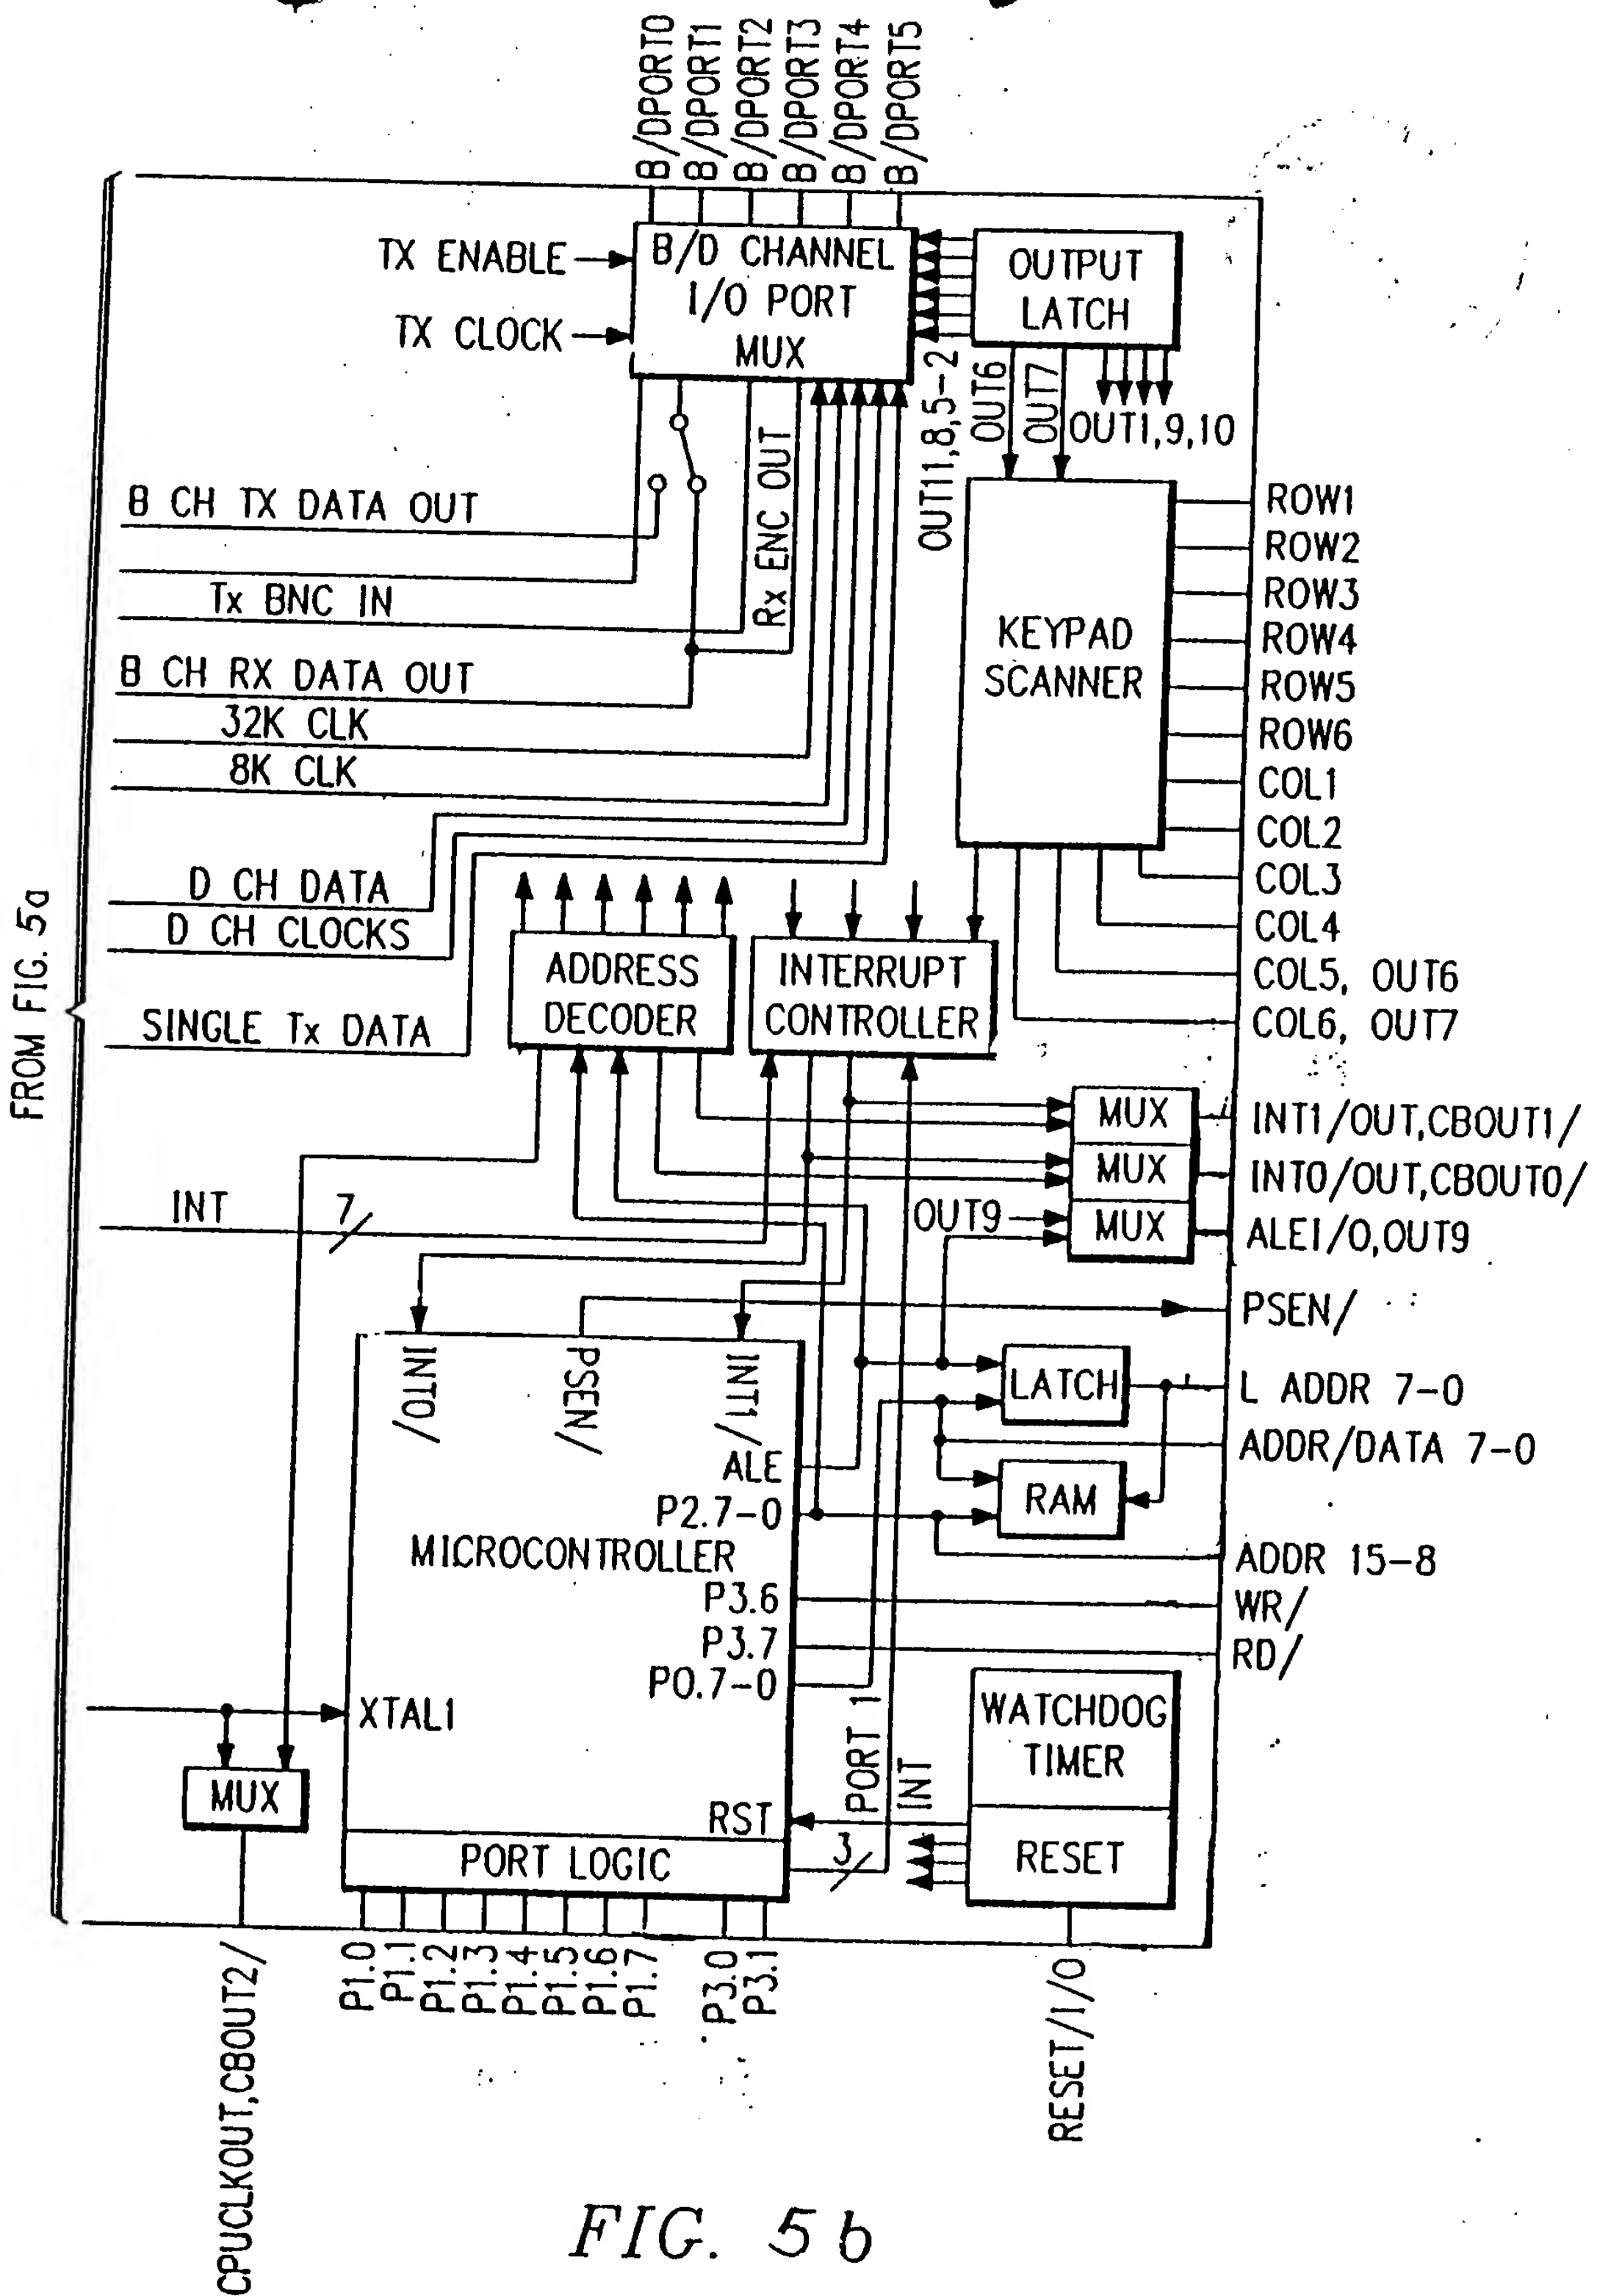 B/DPORT0
B/DPORT1
B/DPORT2
B/DPORT3
B/DPORT4
B/DPORT5
TX ENABLE
TX CLOCK
B/D CHANNEL
I/O PORT
MUX
OUTPUT
LATCH
OUT11,8,5-2
OUT6
OUT7
OUT1,9,10
B CH TX DATA OUT
Tx BNC IN
Rx ENC OUT
B CH RX DATA OUT
32K CLK
8K CLK
D CH DATA
D CH CLOCKS
SINGLE Tx DATA
FROM FIG. 5a
KEYPAD
SCANNER
ROW1
ROW2
ROW3
ROW4
ROW5
ROW6
COL1
COL2
COL3
COL4
COL5, OUT6
COL6, OUT7
ADDRESS
DECODER
INTERRUPT
CONTROLLER
MUX
INT1/OUT,CBOUT1/
MUX
INT0/OUT,CBOUT0/
OUT9
MUX
ALEI/O,OUT9
INT
7
PSEN/
INT0/
PSEN/
INT1/
LATCH
L ADDR 7-0
ADDR/DATA 7-0
ALE
RAM
P2.7-0
MICROCONTROLLER
ADDR 15-8
P3.6
WR/
P3.7
RD/
P0.7-0
XTAL1
PORT 1
INT
WATCHDOG
TIMER
MUX
RST
3
RESET
PORT LOGIC
P1.0
P1.1
P1.2
P1.3
P1.4
P1.5
P1.6
P1.7
P3.0
P3.1
CPUCLKOUT,CBOUT2/
RESET/I/O
FIG. 5b